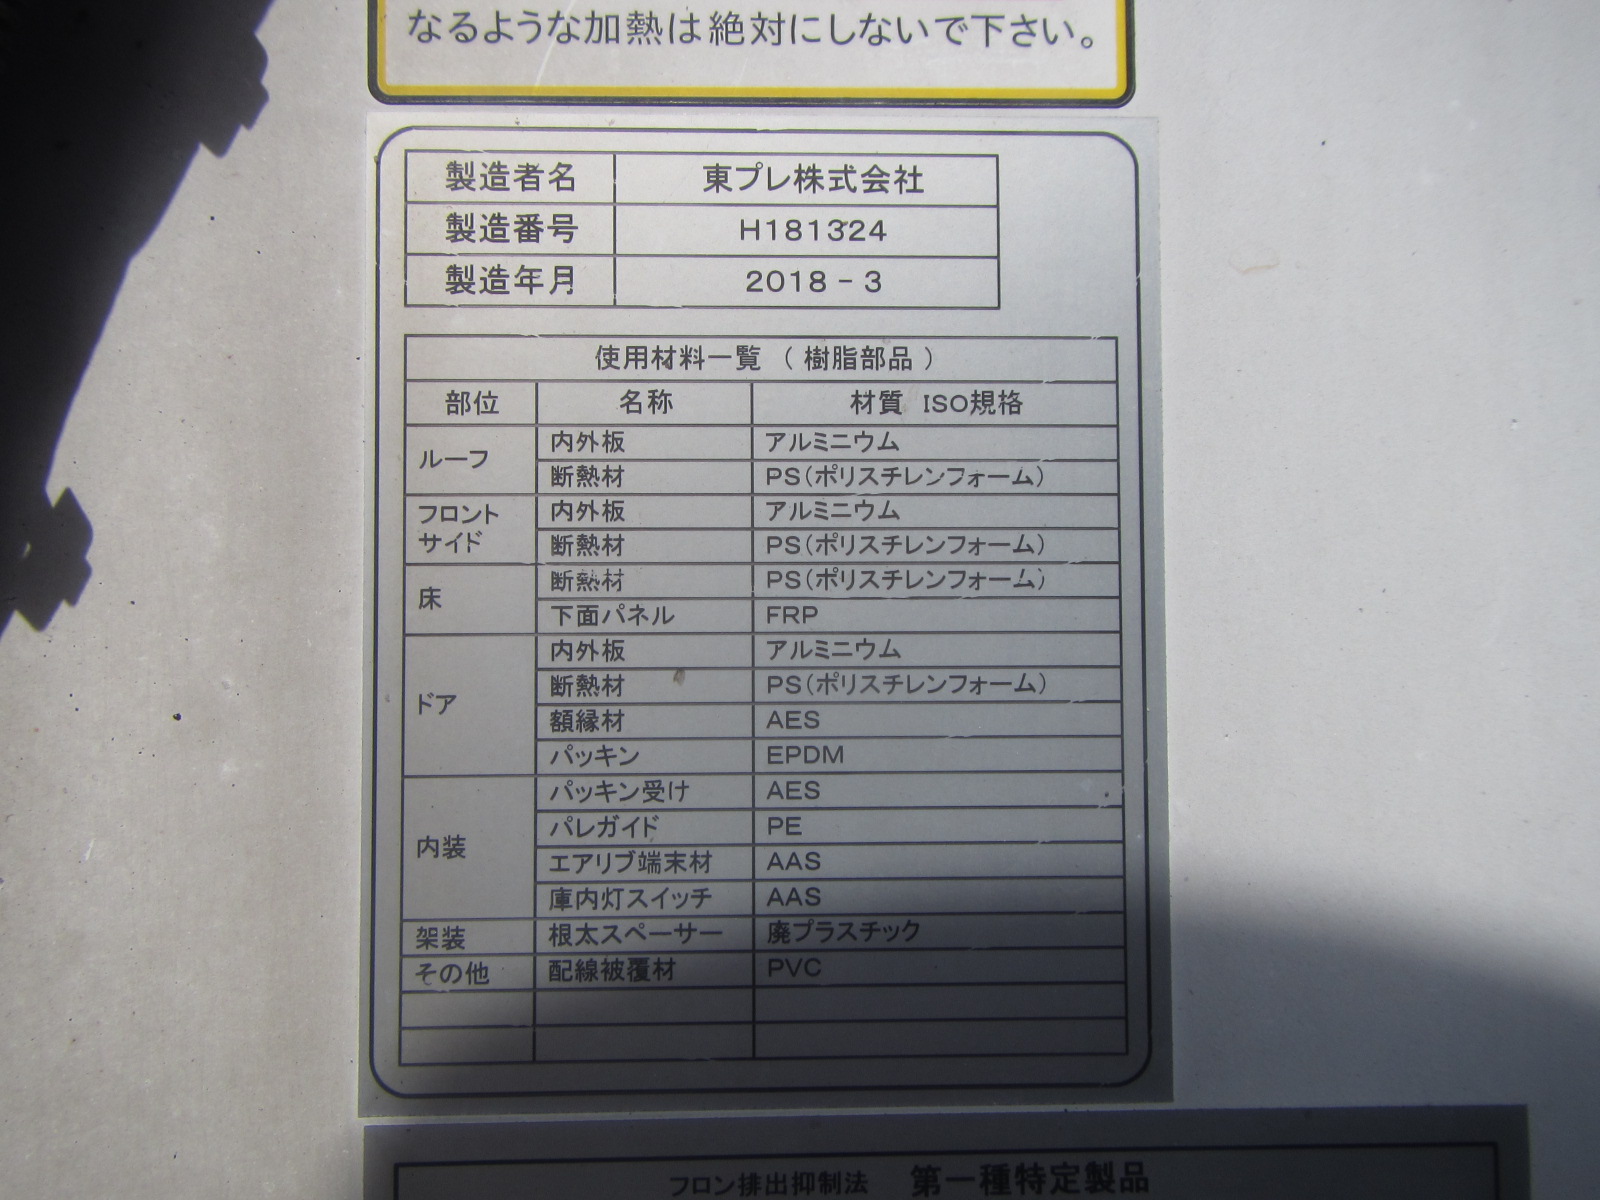 なるような加熱は絶対にしないで下さい。
製造者名 東プレ株式会社
製造番号 H181324
製造年月 2018-3
使用材料一覧 (樹脂部品)
部位 名称 材質 ISO規格
ルーフ 内外板 アルミニウム
断熱材 PS(ポリスチレンフォーム)
フロント
サイド 内外板 アルミニウム
断熱材 PS(ポリスチレンフォーム)
床 断熱材 PS(ポリスチレンフォーム)
下面パネル FRP
ドア 内外板 アルミニウム
断熱材 PS(ポリスチレンフォーム)
額縁材 AES
パッキン EPDM
内装 パッキン受け AES
パレガイド PE
エアリブ端末材 AAS
庫内灯スイッチ AAS
架装 根太スペーサー 廃プラスチック
その他 配線被覆材 PVC
フロン排出抑制法 第一種特定製品